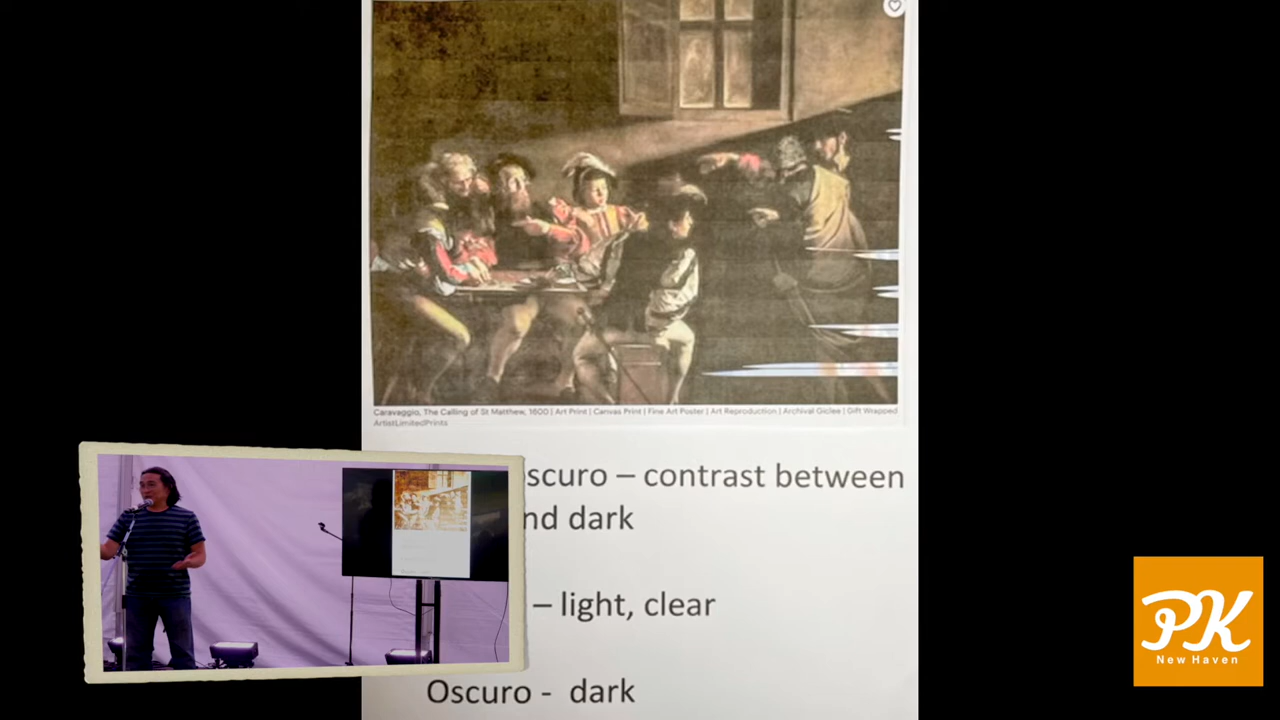 Caravaggio, The Calling of St Matthew, 1600 | Art Print | Canvas Print | Fine Art Poster | Art Reproduction | Archival Giclee | Gift Wrapped
ArtistLimitedPrints
scuro – contrast between
nd dark
– light, clear
Oscuro - dark
PK
New Haven